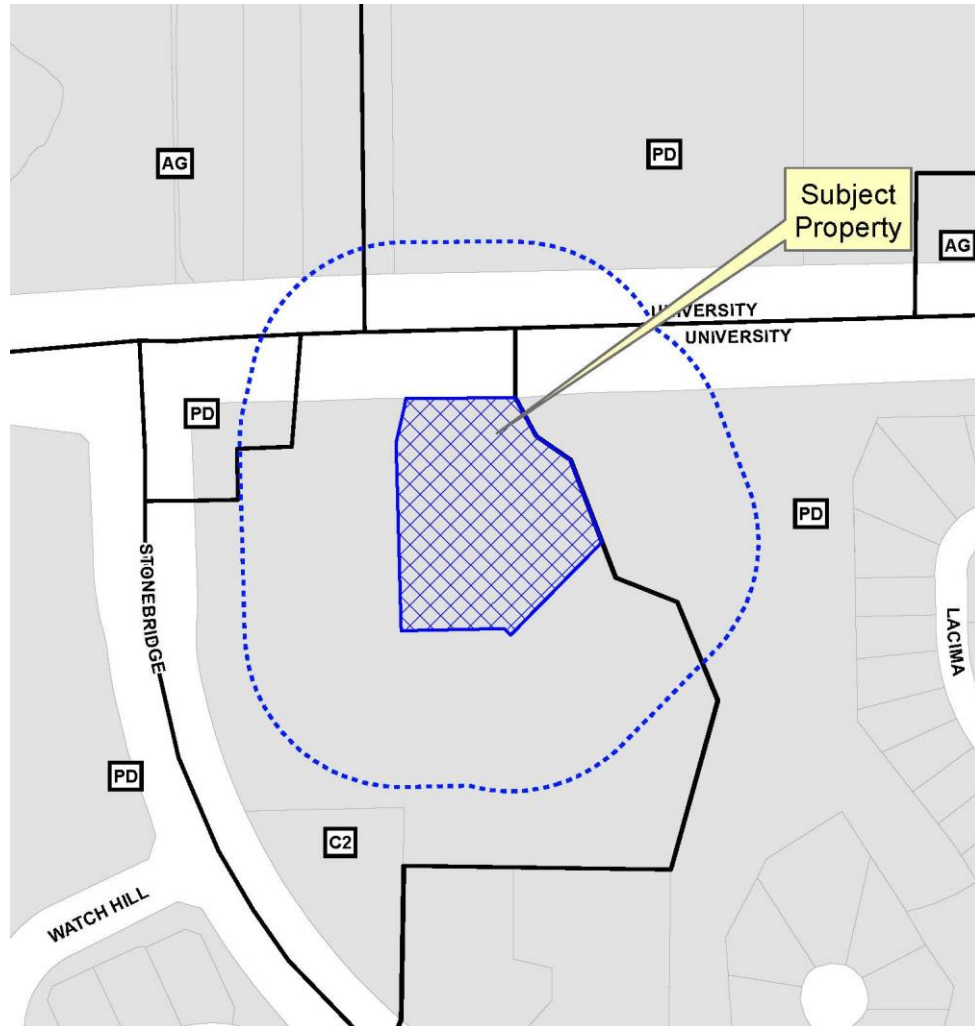 AG
PD
Subject
Property
AG
UNIVERSITY
UNIVERSITY
PD
PD
STONEBRIDGE
LACIMA
PD
C2
WATCH HILL